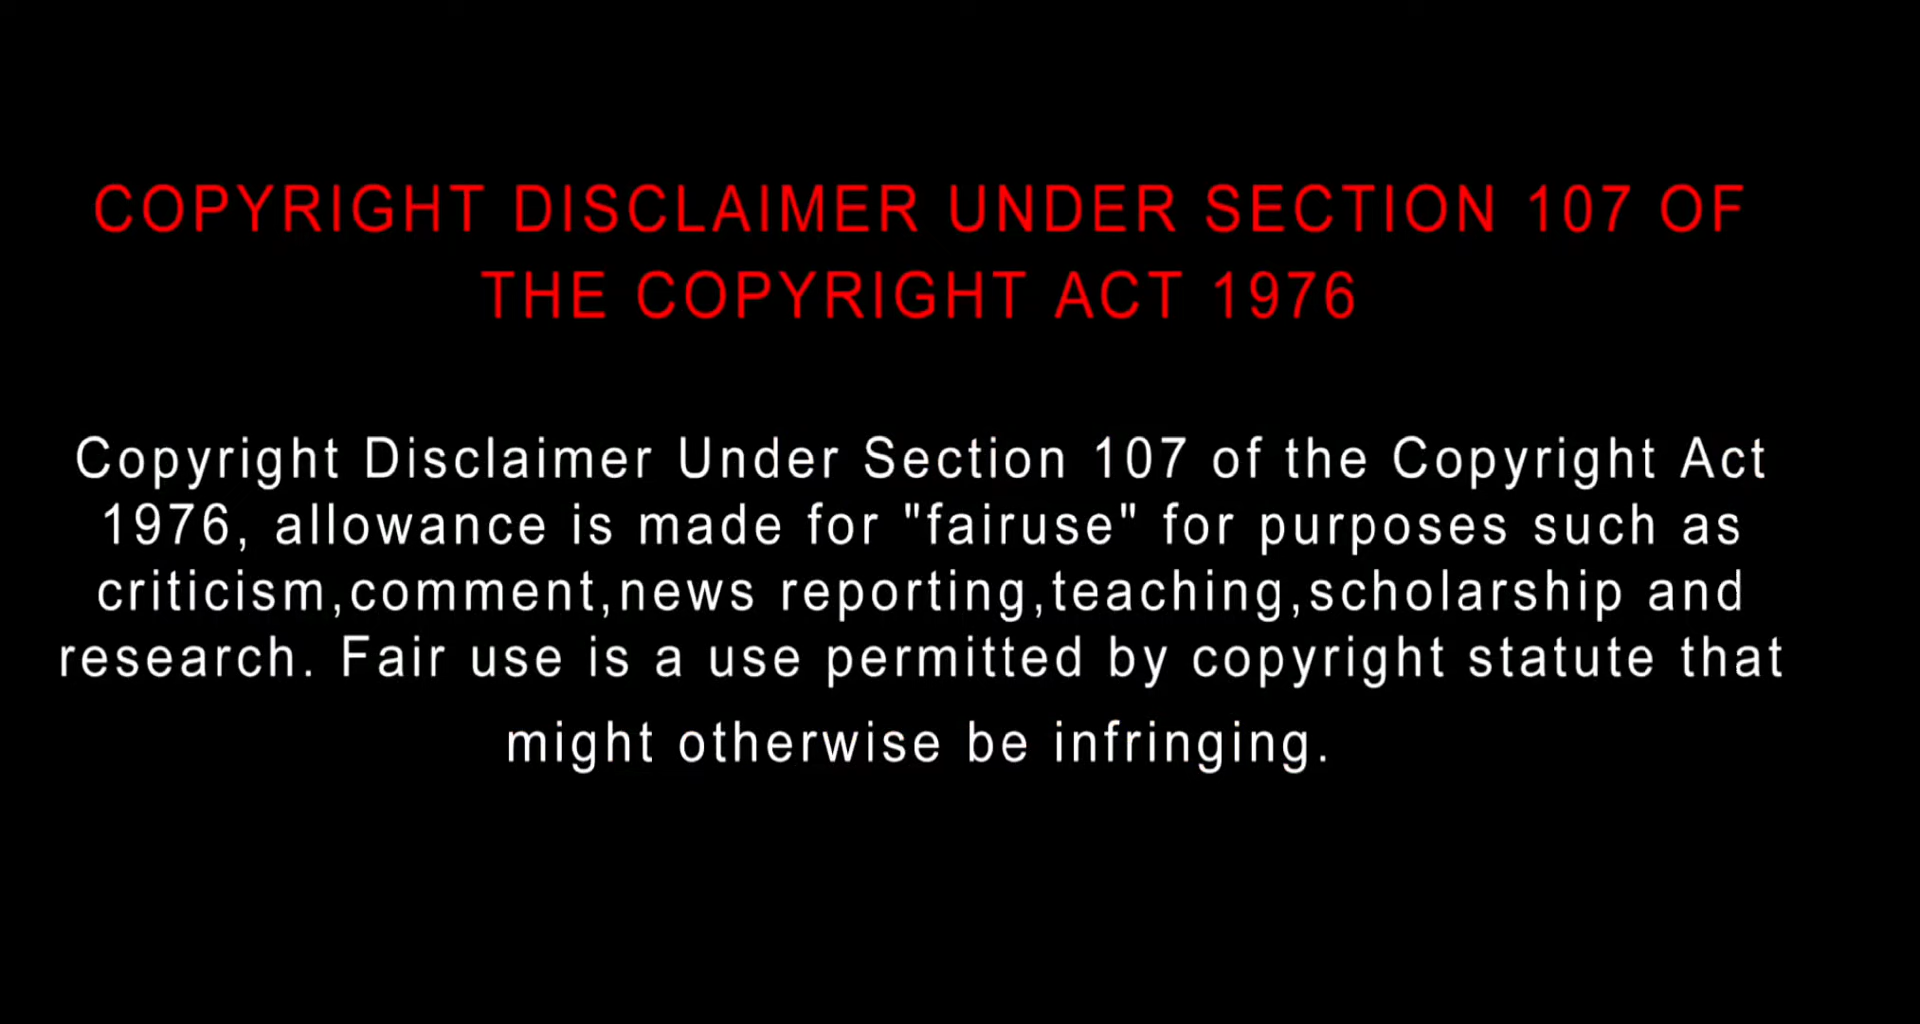 COPYRIGHT DISCLAIMER UNDER SECTION 107 OF
THE COPYRIGHT ACT 1976
Copyright Disclaimer Under Section 107 of the Copyright Act
1976, allowance is made for "fairuse" for purposes such as
criticism,comment,news reporting,teaching,scholarship and
research. Fair use is a use permitted by copyright statute that
might otherwise be infringing.